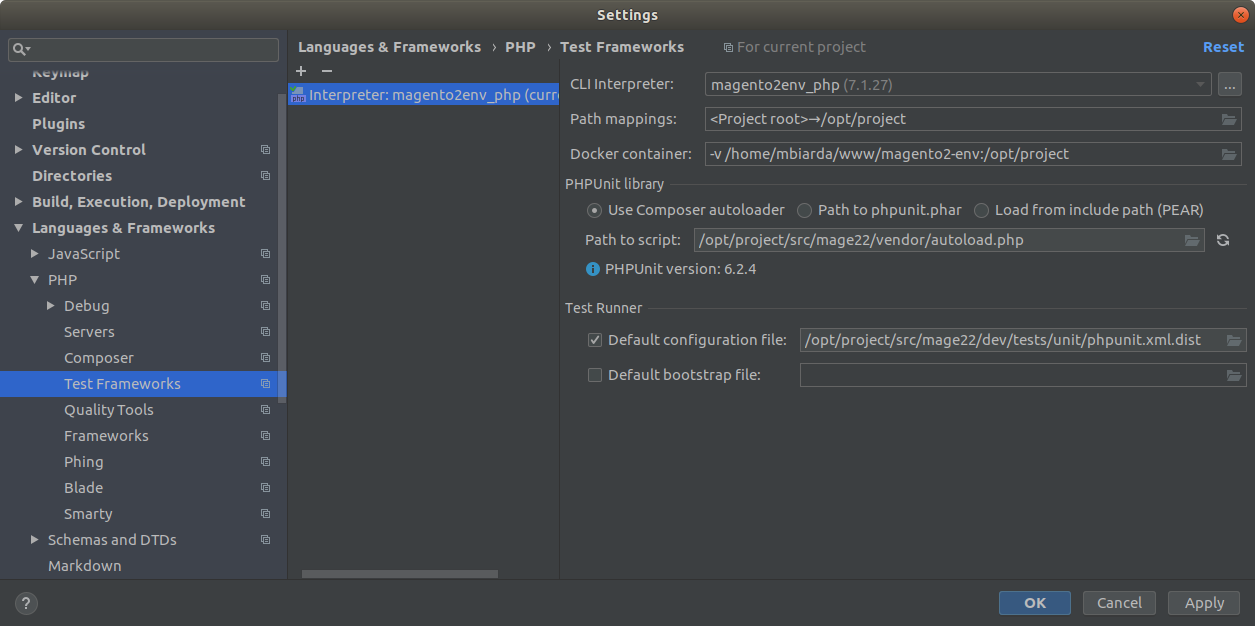 Settings
Keymap
Editor
Plugins
Version Control
Directories
Build, Execution, Deployment
Languages & Frameworks
JavaScript
PHP
Debug
Servers
Composer
Test Frameworks
Quality Tools
Frameworks
Phing
Blade
Smarty
Schemas and DTDs
Markdown
Languages & Frameworks › PHP › Test Frameworks
For current project
Reset
Interpreter: magento2env_php (curre
CLI Interpreter: magento2env_php (7.1.27) ...
Path mappings: <Project root>→/opt/project
Docker container: -v /home/mbiarda/www/magento2-env:/opt/project
PHPUnit library
Use Composer autoloader Path to phpunit.phar Load from include path (PEAR)
Path to script: /opt/project/src/mage22/vendor/autoload.php
PHPUnit version: 6.2.4
Test Runner
Default configuration file: /opt/project/src/mage22/dev/tests/unit/phpunit.xml.dist
Default bootstrap file:
? OK Cancel Apply